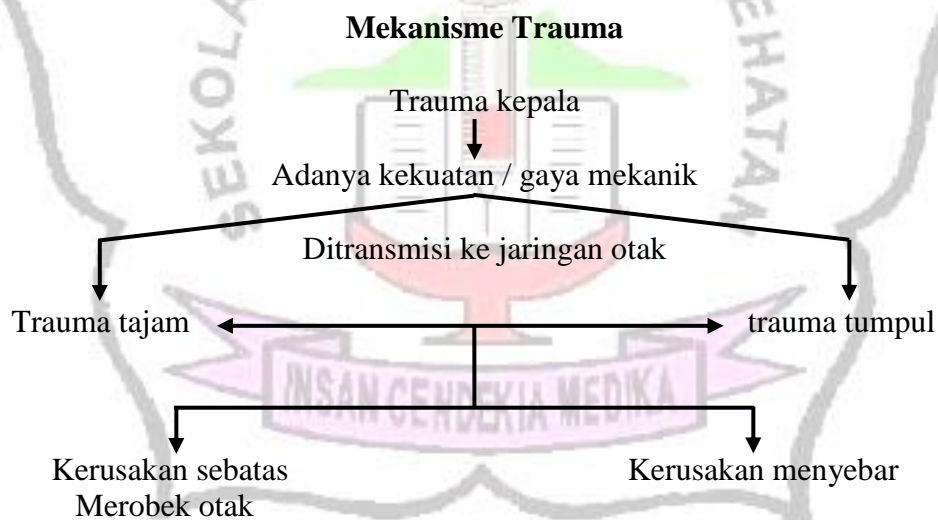 Mekanisme Trauma
Trauma kepala
Adanya kekuatan / gaya mekanik
Ditransmisi ke jaringan otak
Trauma tajam
trauma tumpul
Kerusakan sebatas
Merobek otak
Kerusakan menyebar
INSAN CENDEKIA MEDIKA